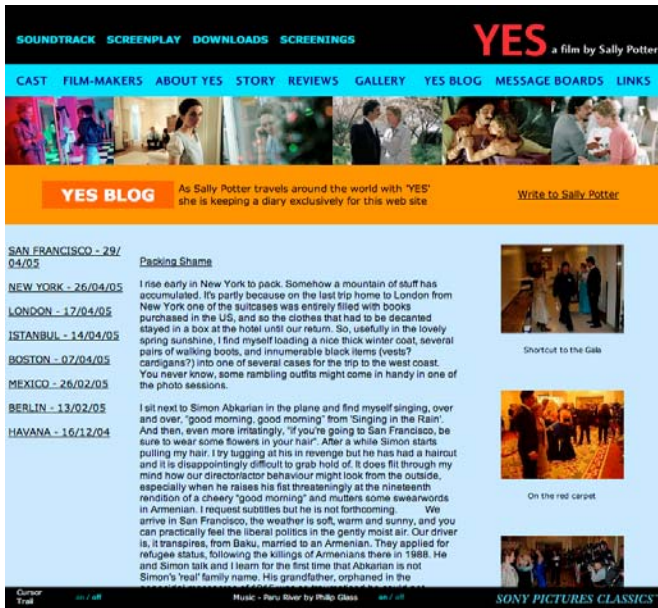 SOUNDTRACK SCREENPLAY DOWNLOADS SCREENINGS
YES a film by Sally Potter
CAST FILM-MAKERS ABOUT YES STORY REVIEWS GALLERY YES BLOG MESSAGE BOARDS LINKS
YES BLOG
As Sally Potter travels around the world with 'YES'
she is keeping a diary exclusively for this web site
Write to Sally Potter
SAN FRANCISCO - 29/
04/05
NEW YORK - 26/04/05
LONDON - 17/04/05
ISTANBUL - 14/04/05
BOSTON - 07/04/05
MEXICO - 26/02/05
BERLIN - 13/02/05
HAVANA - 16/12/04
Packing Shame
I rise early in New York to pack. Somehow a mountain of stuff has
accumulated. It's partly because on the last trip home to London from
New York one of the suitcases was entirely filled with books
purchased in the US, and so the clothes that had to be decanted
stayed in a box at the hotel until our return. So, usefully in the lovely
spring sunshine, I find myself loading a nice thick winter coat, several
pairs of walking boots, and innumerable black items (vests?
cardigans?) into one of several cases for the trip to the west coast.
You never know, some rambling outfits might come in handy in one of
the photo sessions.
I sit next to Simon Abkarian in the plane and find myself singing, over
and over, "good morning, good morning" from 'Singing in the Rain'.
And then, even more irritatingly, "if you're going to San Francisco, be
sure to wear some flowers in your hair". After a while Simon starts
pulling my hair. I try tugging at his in revenge but he has had a haircut
and it is disappointingly difficult to grab hold of. It does flit through my
mind how our director/actor behaviour might look from the outside,
especially when he raises his fist threateningly at the nineteenth
rendition of a cheery "good morning" and mutters some swearwords
in Armenian. I request subtitles but he is not forthcoming. We
arrive in San Francisco, the weather is soft, warm and sunny, and you
can practically feel the liberal politics in the gently moist air. Our driver
is, it transpires, from Baku, married to an Armenian. They applied for
refugee status, following the killings of Armenians there in 1988. He
and Simon talk and I learn for the first time that Abkarian is not
Simon's 'real' family name. His grandfather, orphaned in the
Shortcut to the Gala
On the red carpet
Cursor
Trail
on / off
Music - Paru River by Philip Glass
on / off
SONY PICTURES CLASSICS